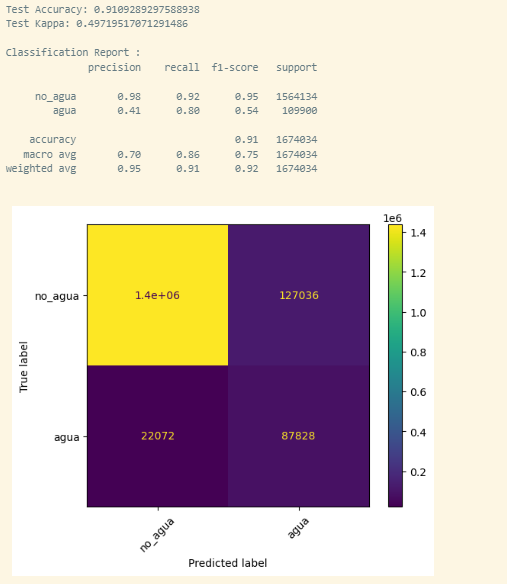 Test Accuracy: 0.9109289297588938
Test Kappa: 0.49719517071291486
Classification Report :
precision recall f1-score support
no_agua 0.98 0.92 0.95 1564134
agua 0.41 0.80 0.54 109900
accuracy 0.91 1674034
macro avg 0.70 0.86 0.75 1674034
weighted avg 0.95 0.91 0.92 1674034
1e6
1.4
no_agua 1.4e+06 127036
1.2
1.0
True label
0.8
0.6
agua 22072 87828
0.4
0.2
no_agua agua
Predicted label